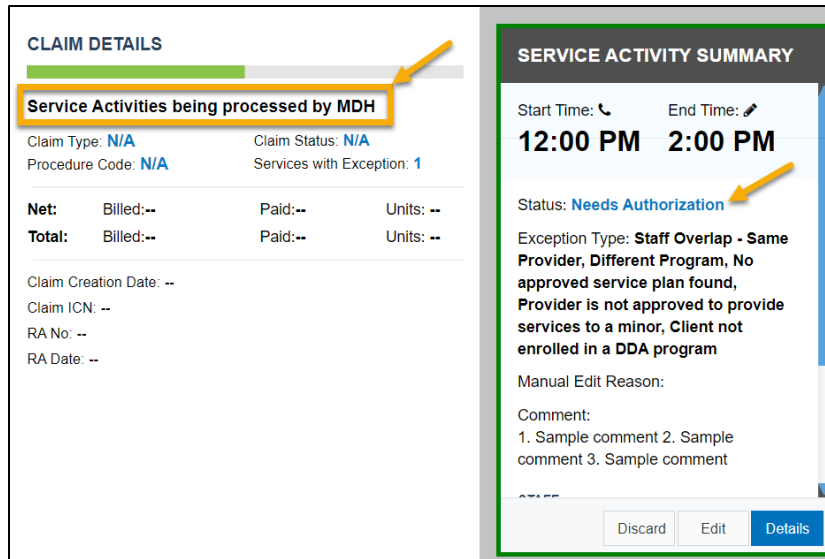 CLAIM DETAILS
Service Activities being processed by MDH
Claim Type: N/A
Claim Status: N/A
Procedure Code: N/A
Services with Exception: 1
Net: Billed:-- Paid:-- Units: --
Total: Billed:-- Paid:-- Units: --
Claim Creation Date: --
Claim ICN: --
RA No: --
RA Date: --
SERVICE ACTIVITY SUMMARY
Start Time: End Time:
12:00 PM 2:00 PM
Status: Needs Authorization
Exception Type: Staff Overlap - Same
Provider, Different Program, No
approved service plan found,
Provider is not approved to provide
services to a minor, Client not
enrolled in a DDA program
Manual Edit Reason:
Comment:
1. Sample comment 2. Sample
comment 3. Sample comment
Discard Edit Details